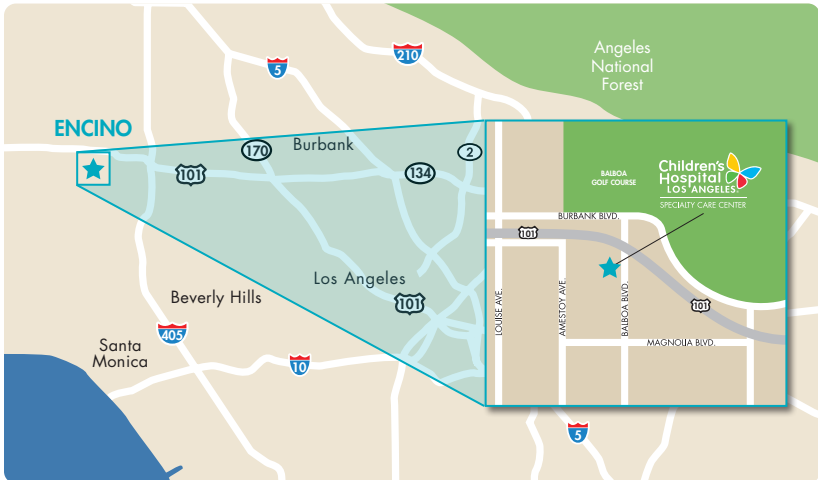 Angeles
National
Forest
210
5
ENCINO
170
Burbank
2
101
134
Los Angeles
101
Beverly Hills
405
Santa
Monica
10
5
BALBOA
GOLF COURSE
Children's
Hospital
LOS ANGELES
SPECIALTY CARE CENTER
BURBANK BLVD.
101
LOUISE AVE.
AMESTOY AVE.
BALBOA BLVD.
101
MAGNOLIA BLVD.